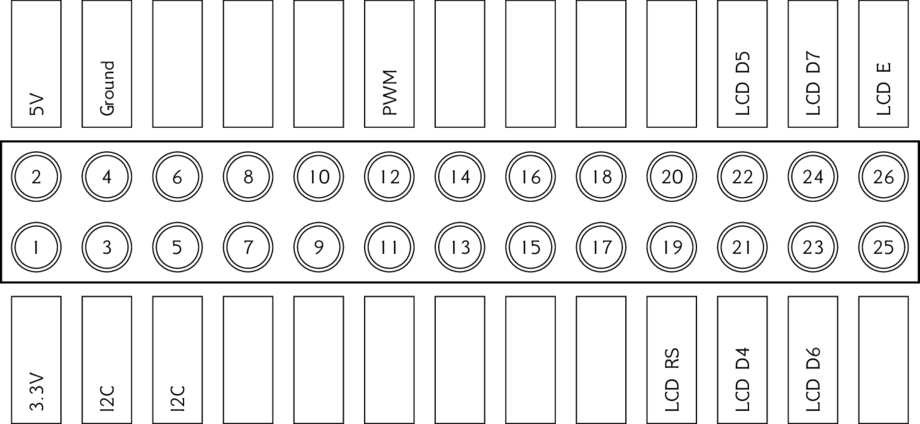 5V Ground PWM LCD D5 LCD D7 LCD E
2 4 6 8 10 12 14 16 18 20 22 24 26
1 3 5 7 9 11 13 15 17 19 21 23 25
3.3V I2C I2C LCD RS LCD D4 LCD D6